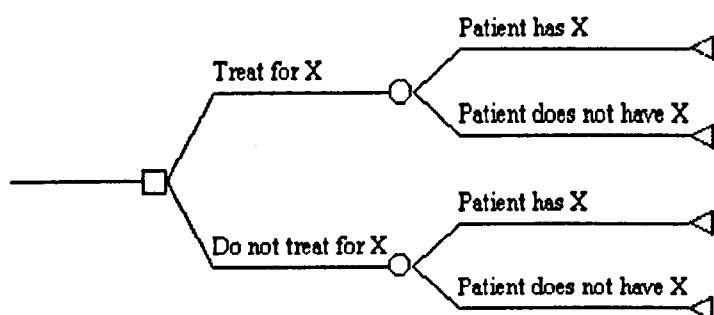 Patient has X
Treat for X
Patient does not have X
Patient has X
Do not treat for X
Patient does not have X